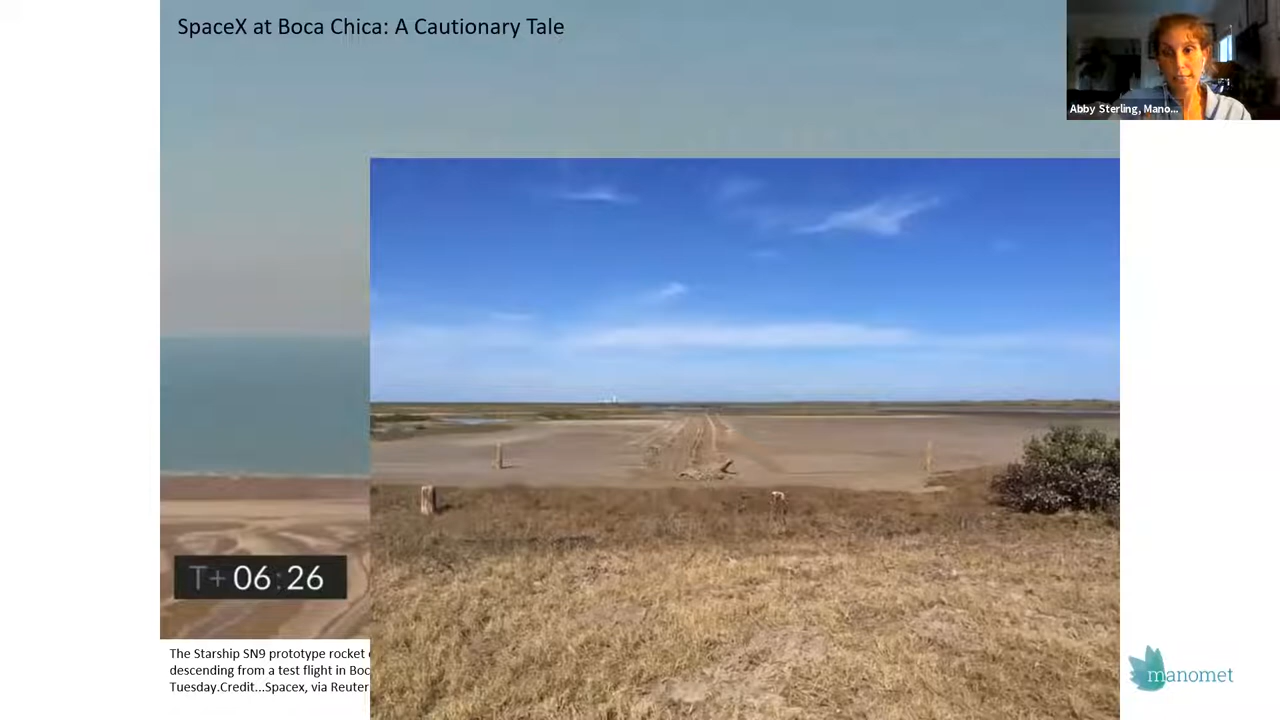 SpaceX at Boca Chica: A Cautionary Tale
Abby Sterling, Mano...
T+ 06:26
The Starship SN9 prototype rocket
descending from a test flight in Boc
Tuesday.Credit...Spacex, via Reuter
manomet